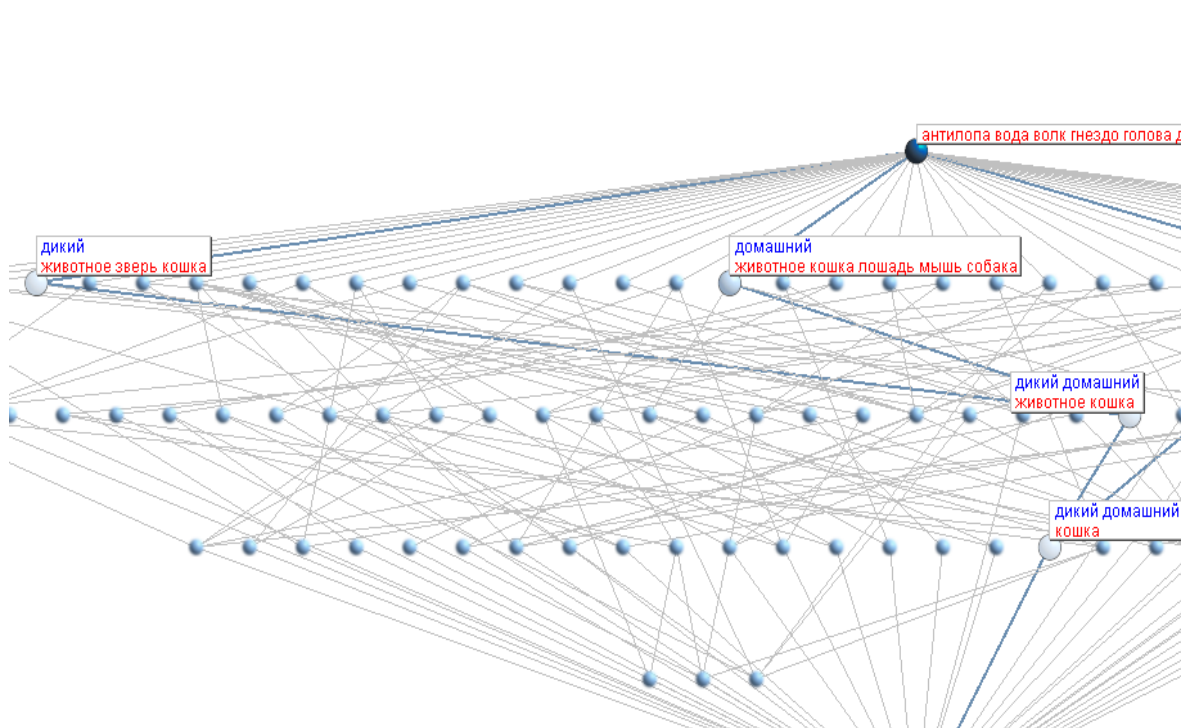 антилопа вода волк гнездо голова
дикий
животное зверь кошка
домашний
животное кошка лошадь мышь собака
дикий домашний
животное кошка
дикий домашний
кошка